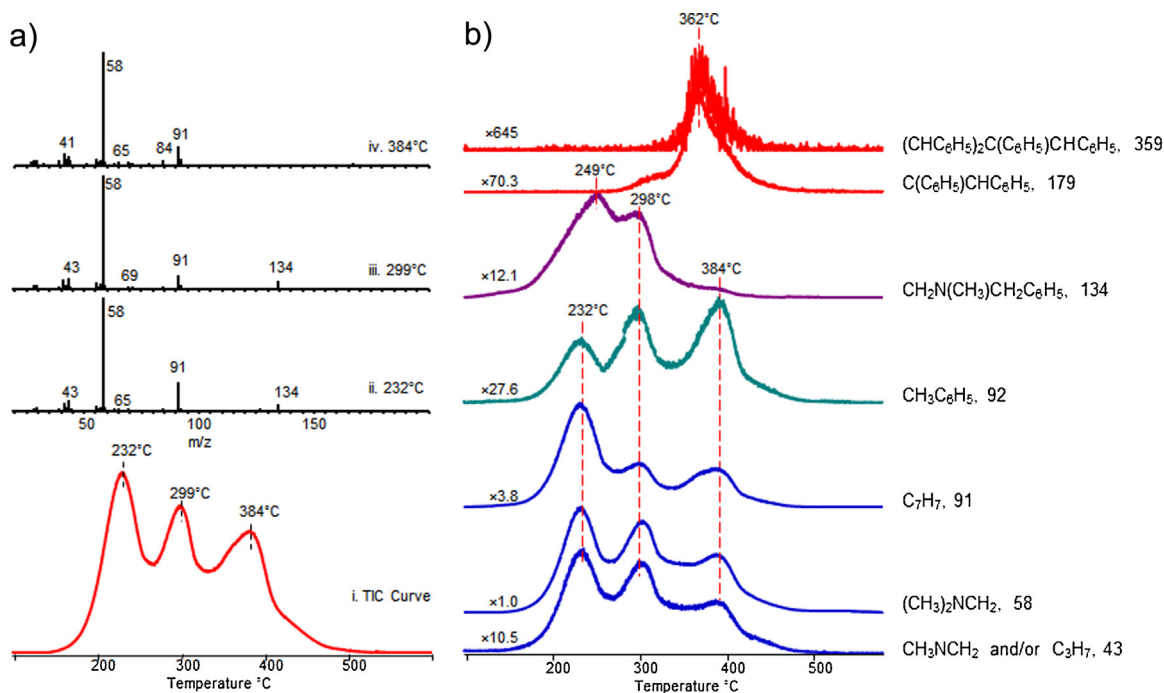 a)
58
41
65
84
91
iv. 384°C
58
43
69
91
134
iii. 299°C
58
43
65
91
134
ii. 232°C
50 100 150
m/z
232°C
299°C
384°C
i. TIC Curve
200 300 400 500
Temperature °C
b)
362°C
×645
(CHC6H5)2C(C6H5)CHC6H5, 359
×70.3
249°C
C(C6H5)CHC6H5, 179
298°C
×12.1
384°C
CH2N(CH3)CH2C6H5, 134
232°C
×27.6
CH3C6H5, 92
×3.8
C7H7, 91
×1.0
(CH3)2NCH2, 58
×10.5
CH3NCH2 and/or C3H7, 43
200 300 400 500
Temperature °C